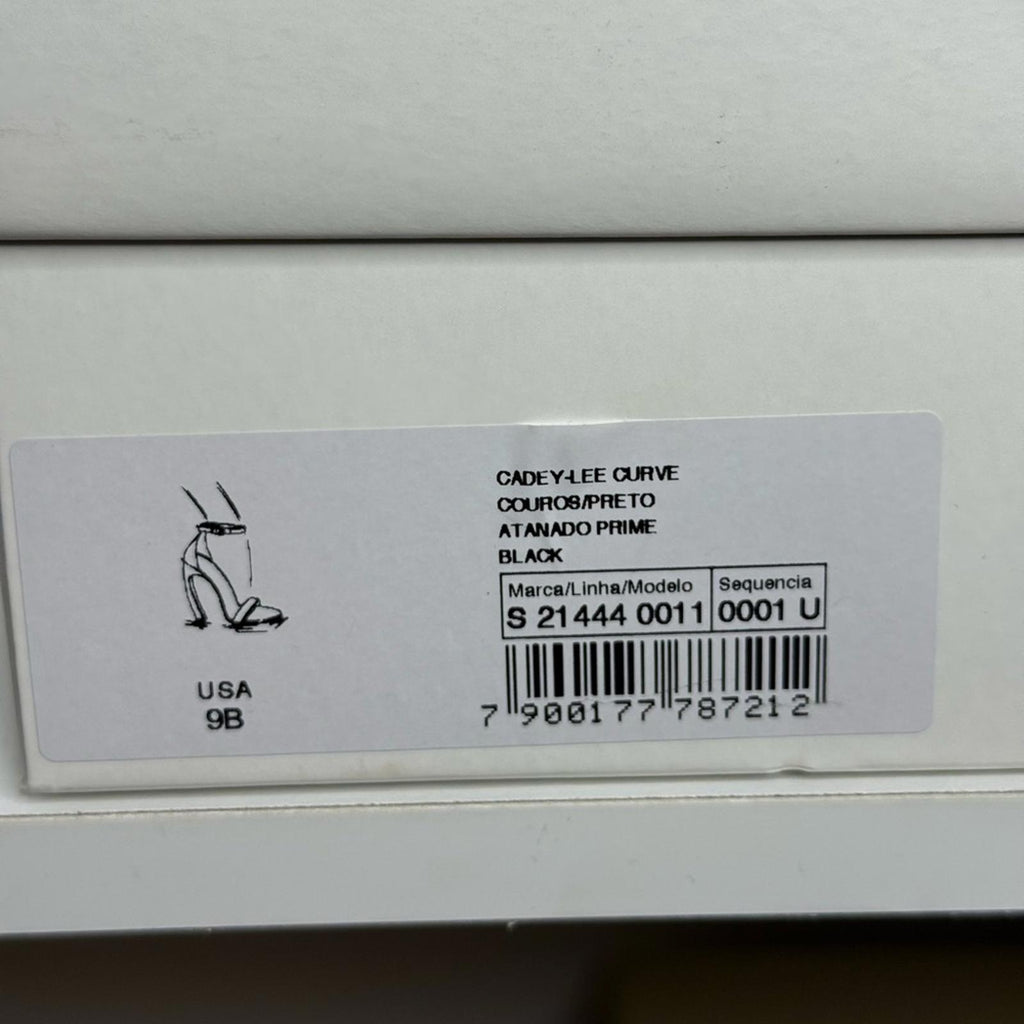 CADEY-LEE CURVE
COUROS/PRETO
ATANADO PRIME
BLACK
Marca/Linha/Modelo Sequencia
S 21444 0011 0001 U
7 900177 787212
USA
9B